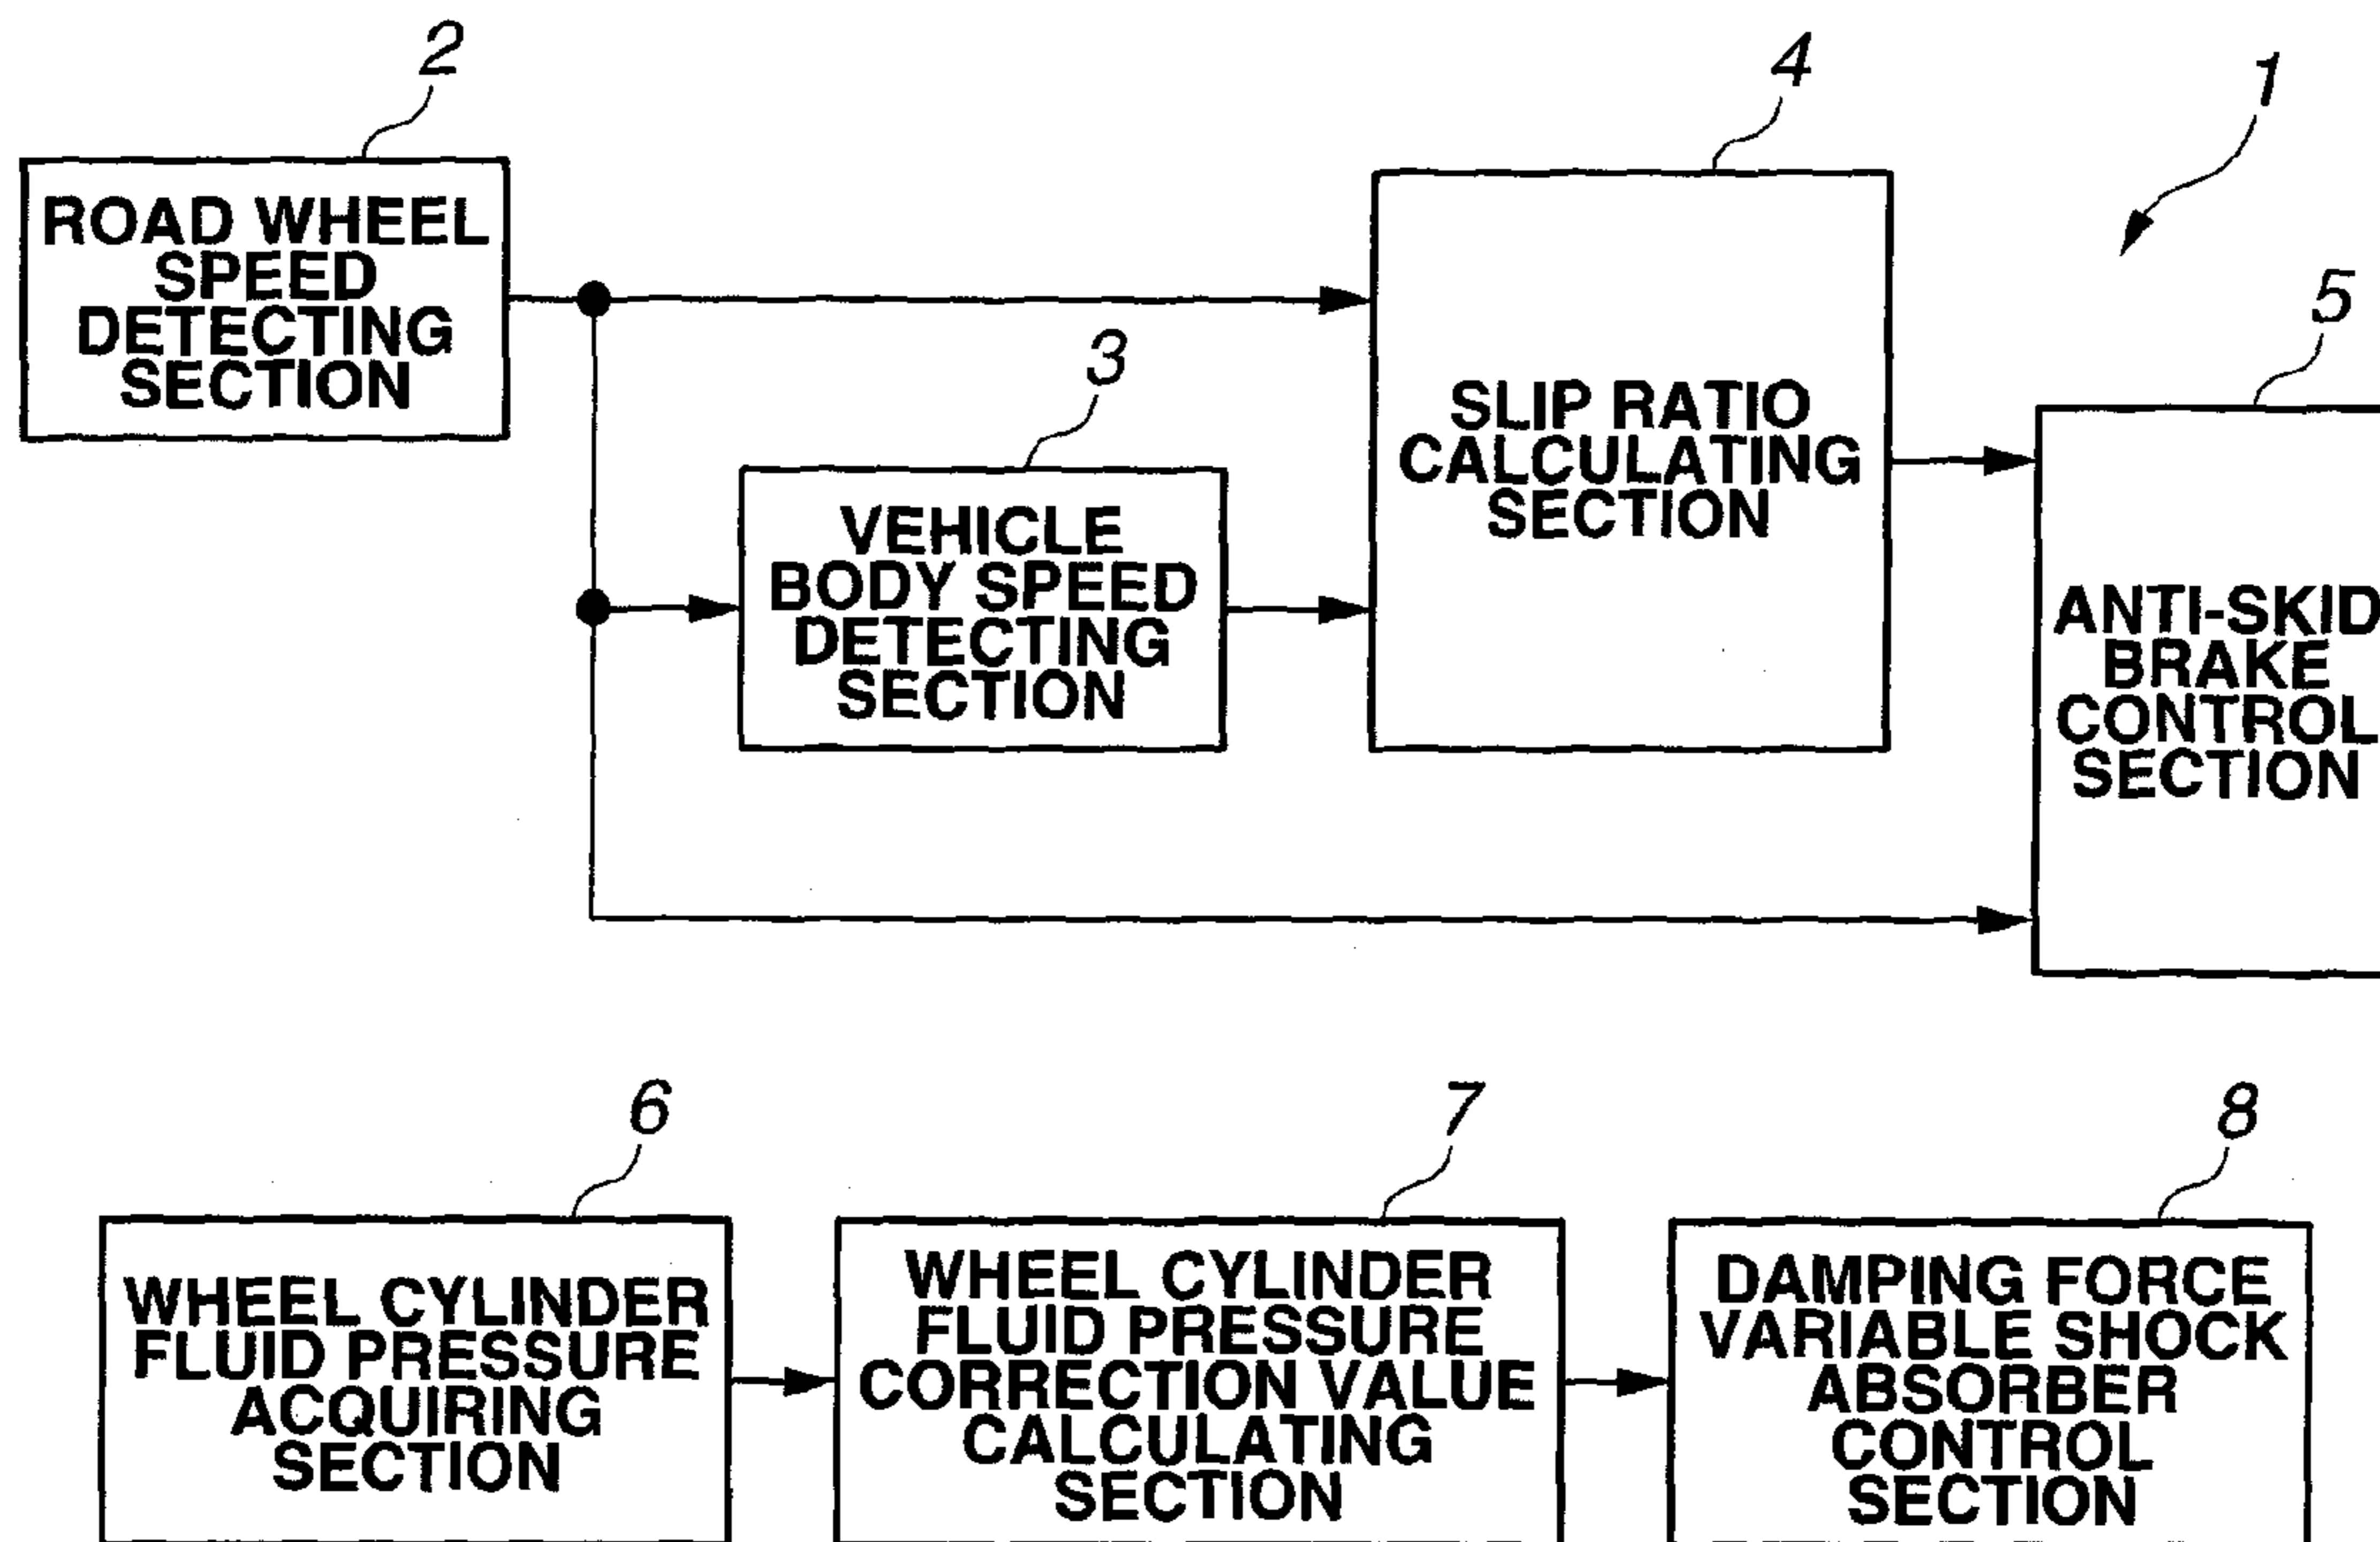 2
4
1
ROAD WHEEL
SPEED
DETECTING
SECTION
3
5
SLIP RATIO
CALCULATING
SECTION
VEHICLE
BODY SPEED
DETECTING
SECTION
ANTI-SKID
BRAKE
CONTROL
SECTION
6
7
8
WHEEL CYLINDER
FLUID PRESSURE
ACQUIRING
SECTION
WHEEL CYLINDER
FLUID PRESSURE
CORRECTION VALUE
CALCULATING
SECTION
DAMPING FORCE
VARIABLE SHOCK
ABSORBER
CONTROL
SECTION